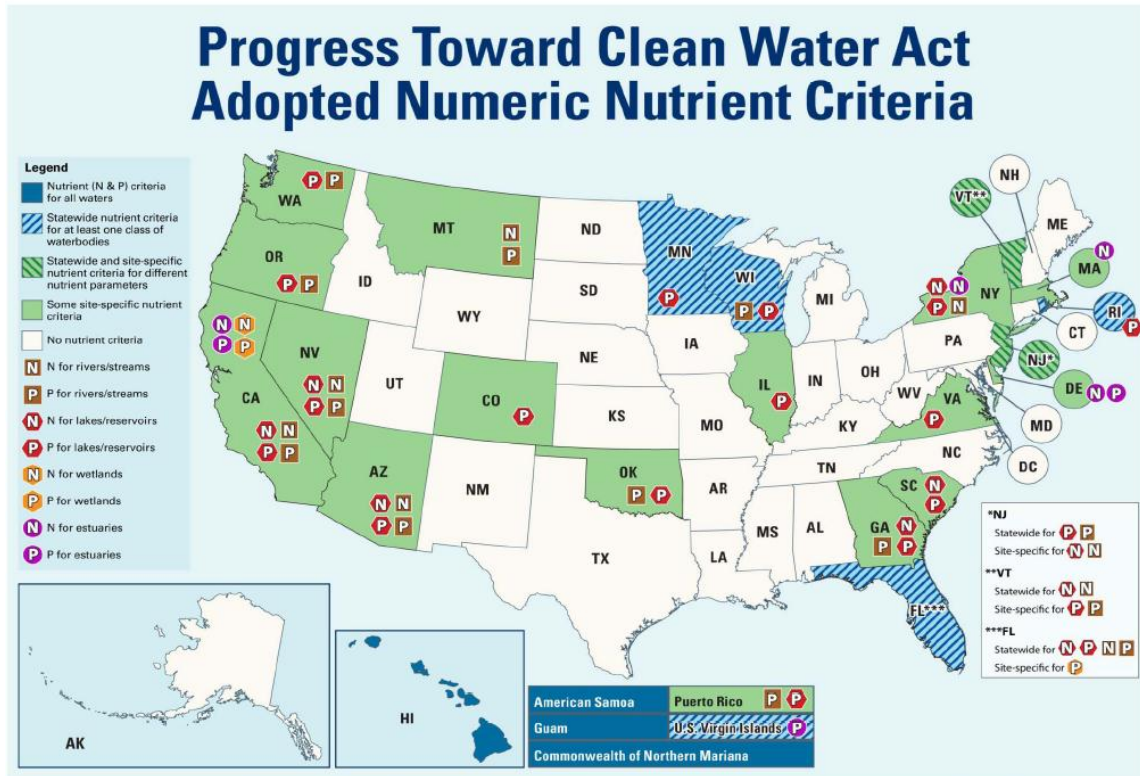 Progress Toward Clean Water Act
Adopted Numeric Nutrient Criteria
Legend
Nutrient (N & P) criteria
for all waters
Statewide nutrient criteria
for at least one class of
waterbodies
Statewide and site-specific
nutrient criteria for different
nutrient parameters
Some site-specific nutrient
criteria
No nutrient criteria
N N for rivers/streams
P P for rivers/streams
N N for lakes/reservoirs
P P for lakes/reservoirs
N N for wetlands
P P for wetlands
N N for estuaries
P P for estuaries
WA P P
MT N
P
ND
OR P P
ID
SD
WY
MN P
WI P P
MI
VT**
NH
ME
MA N
NY N N
P N
RI P
CT
N N
P P
NV N N
P P
CA N N
P P
UT
CO P
NE
IA
IL P
IN
OH
PA
NJ*
DE N P
MD
DC
WV
VA P
KS
MO
KY
NC
TN
AZ N N
P P
NM
OK P P
AR
SC N
P
GA N
P P
MS
AL
TX
LA
FL***
*NJ
Statewide for P P
Site-specific for N N
**VT
Statewide for N N
Site-specific for P P
***FL
Statewide for N P N P
Site-specific for P
AK
HI
American Samoa
Puerto Rico P P
Guam
U.S. Virgin Islands P
Commonwealth of Northern Mariana